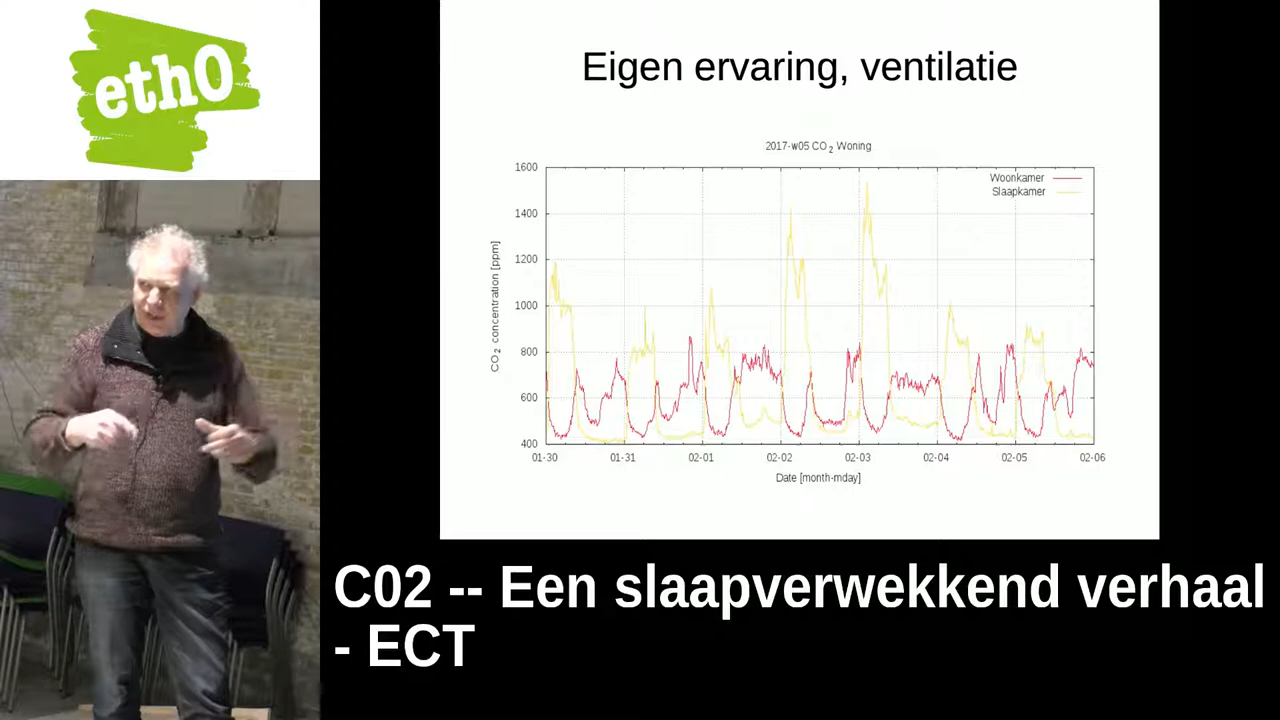 eth0
Eigen ervaring, ventilatie
2017-w05 CO2 Woning
Woonkamer
Slaapkamer
CO2 concentration [ppm]
1600
1400
1200
1000
800
600
400
01-30 01-31 02-01 02-02 02-03 02-04 02-05 02-06
Date [month-mday]
C02 -- Een slaapverwekkend verhaal
- ECT